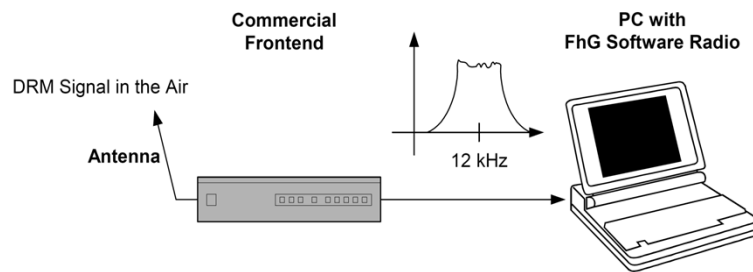 Commercial
Frontend
PC with
FhG Software Radio
DRM Signal in the Air
Antenna
12 kHz